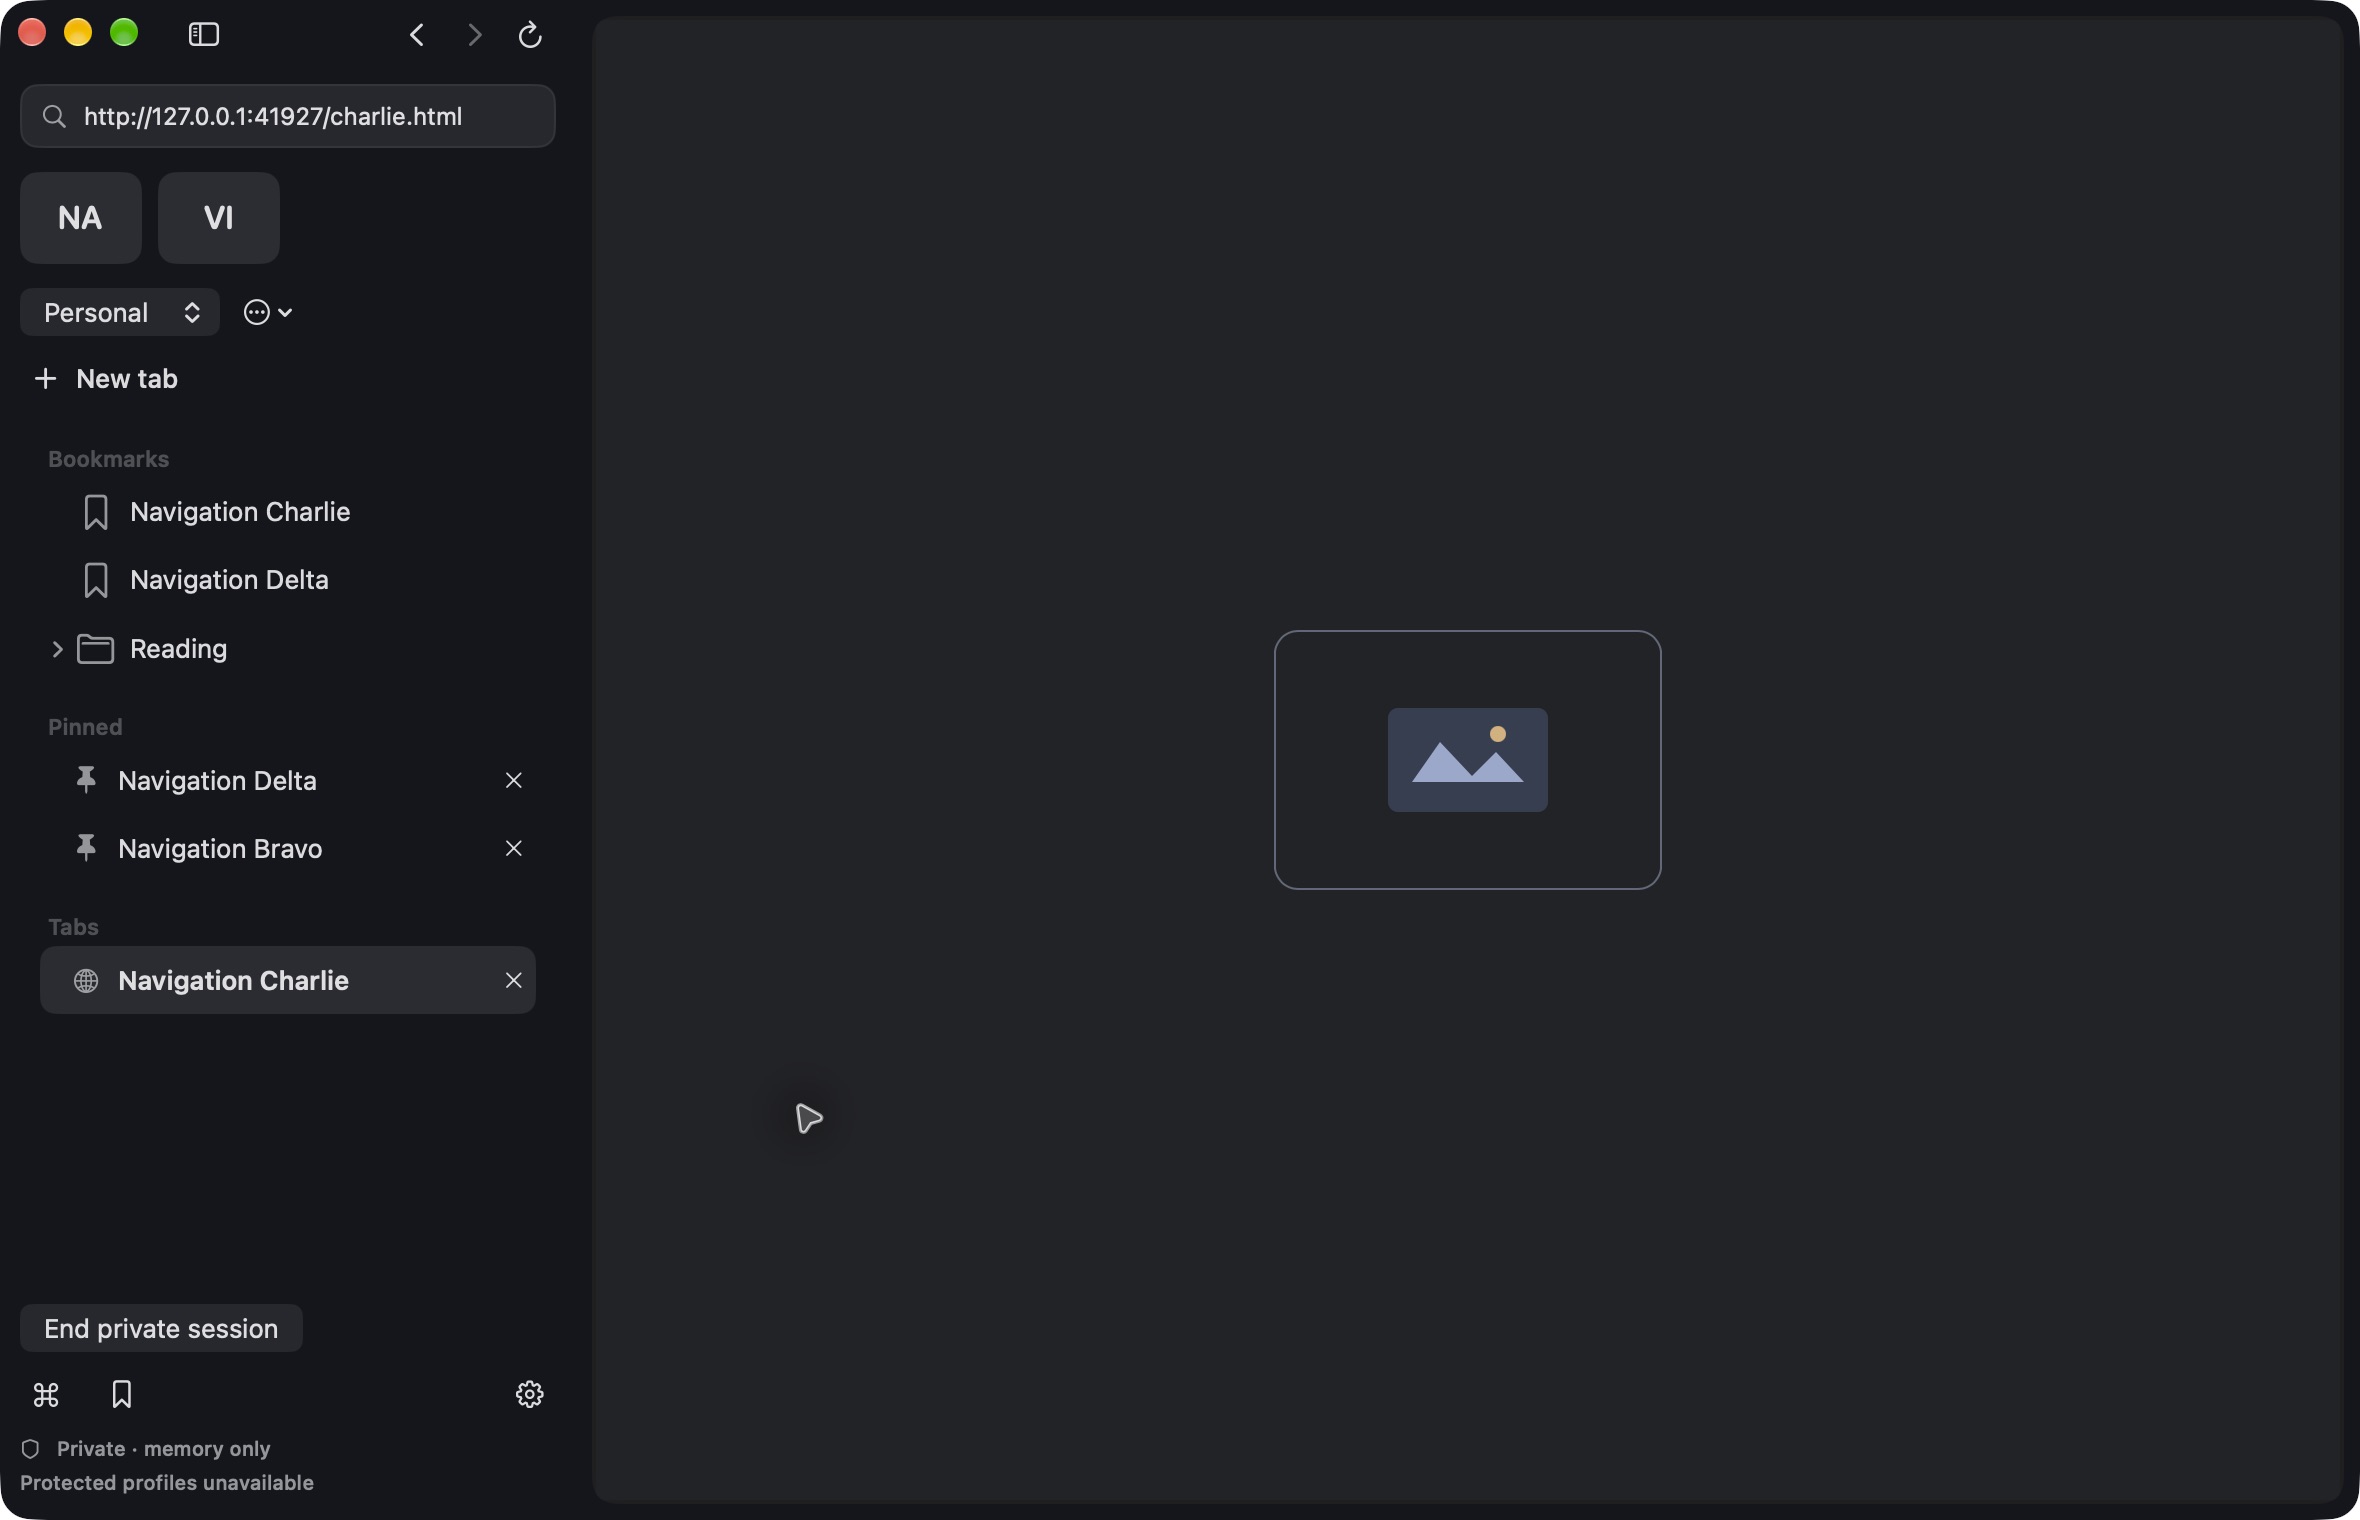 http://127.0.0.1:41927/charlie.html
NA VI
Personal
New tab
Bookmarks
Navigation Charlie
Navigation Delta
Reading
Pinned
Navigation Delta
Navigation Bravo
Tabs
Navigation Charlie
End private session
Private · memory only
Protected profiles unavailable